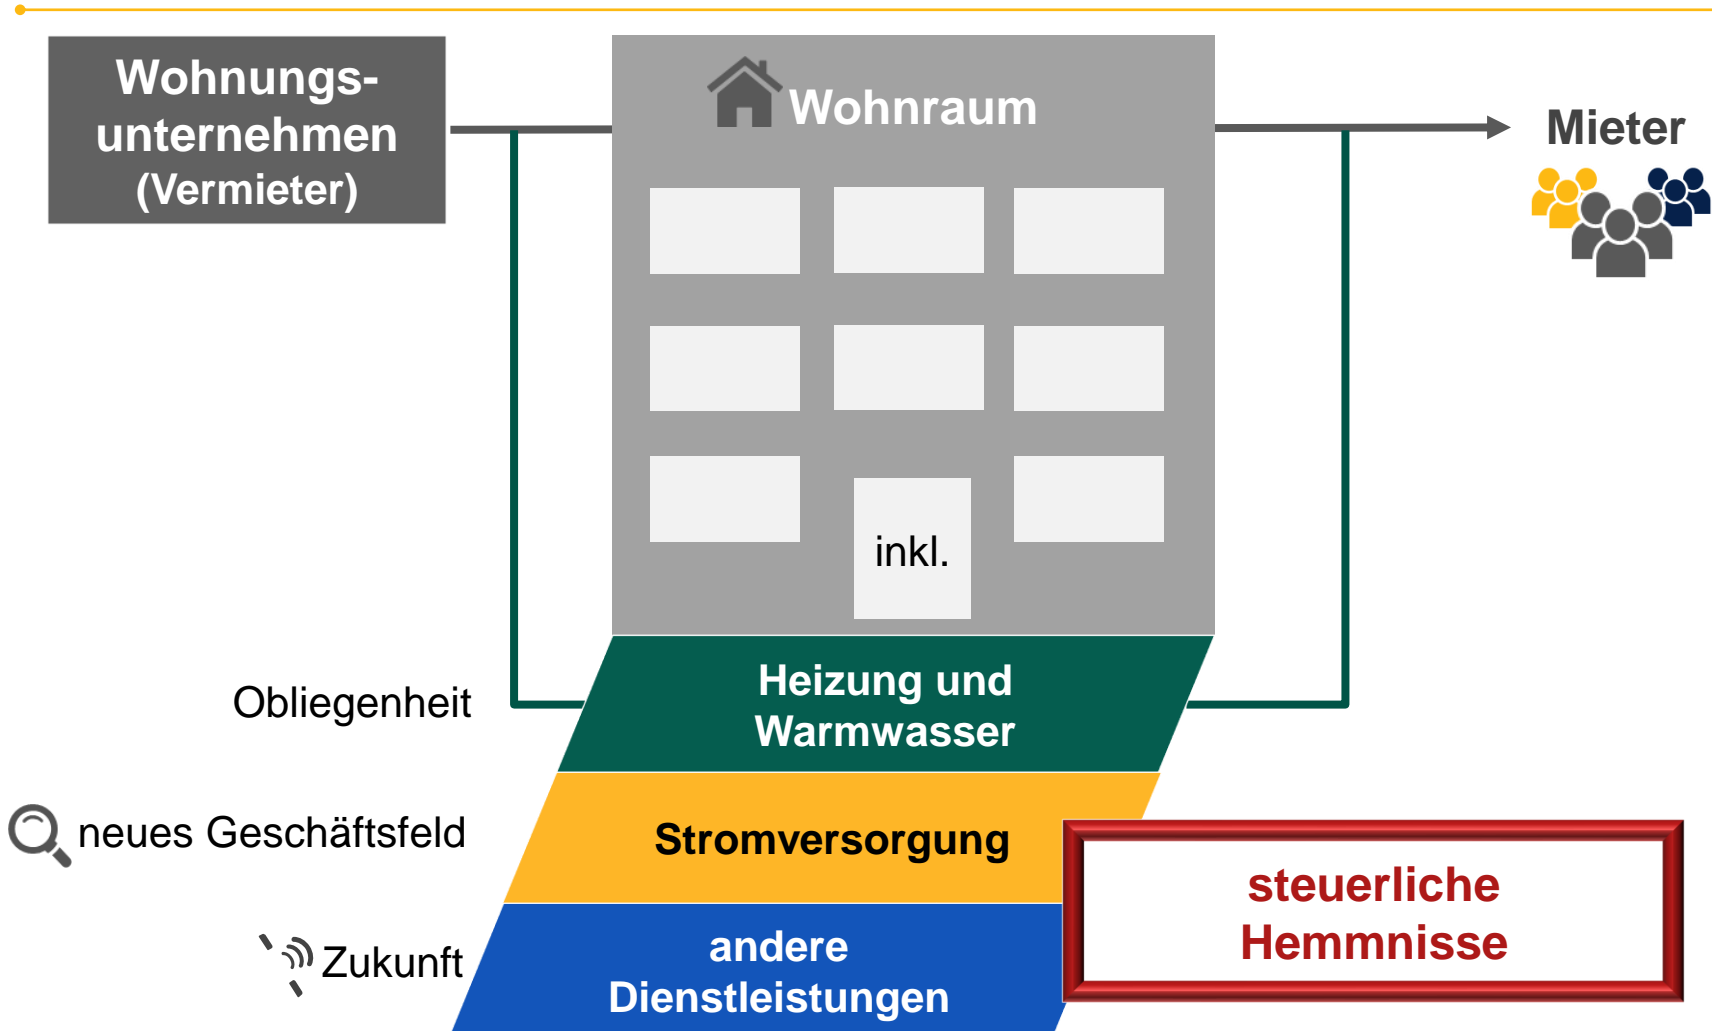 Wohnungs-
unternehmen
(Vermieter)
Wohnraum
Mieter
inkl.
Obliegenheit
Heizung und
Warmwasser
neues Geschäftsfeld
Stromversorgung
steuerliche
Hemmnisse
Zukunft
andere
Dienstleistungen